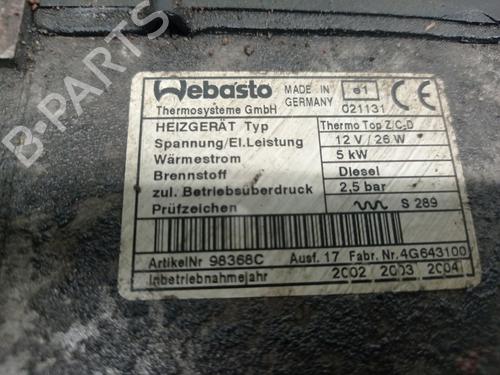 Webasto
Thermosysteme GmbH
MADE IN
GERMANY
e1
021131
HEIZGERÄT Typ Thermo Top Z/C-D
Spannung/El.Leistung 12 V / 26 W
Wärmestrom 5 kW
Brennstoff Diesel
zul. Betriebsüberdruck 2,5 bar
Prüfzeichen S 289
ArtikelNr 98368C Ausf. 17 Fabr. Nr. 4G643100
Inbetriebnahmejahr 2002 2003 2004
B-PARTS